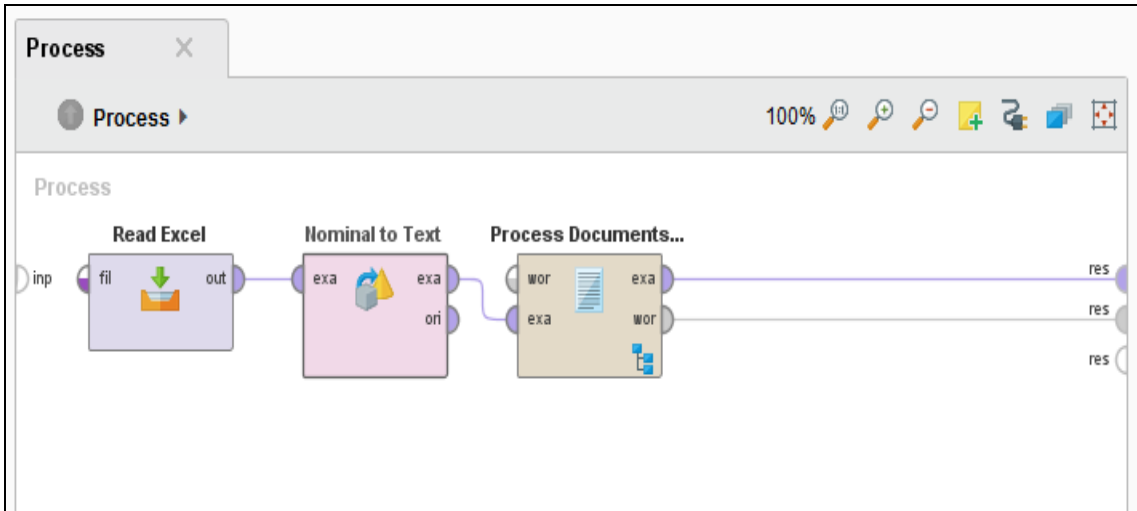 Process
Process
100%
Process
Read Excel Nominal to Text Process Documents...
inp fil out exa exa wor exa res
ori exa wor res
res